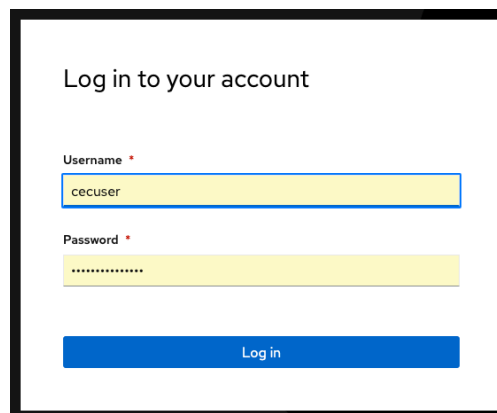 Log in to your account
Username *
cecuser
Password *
•••••••••••••••
Log in